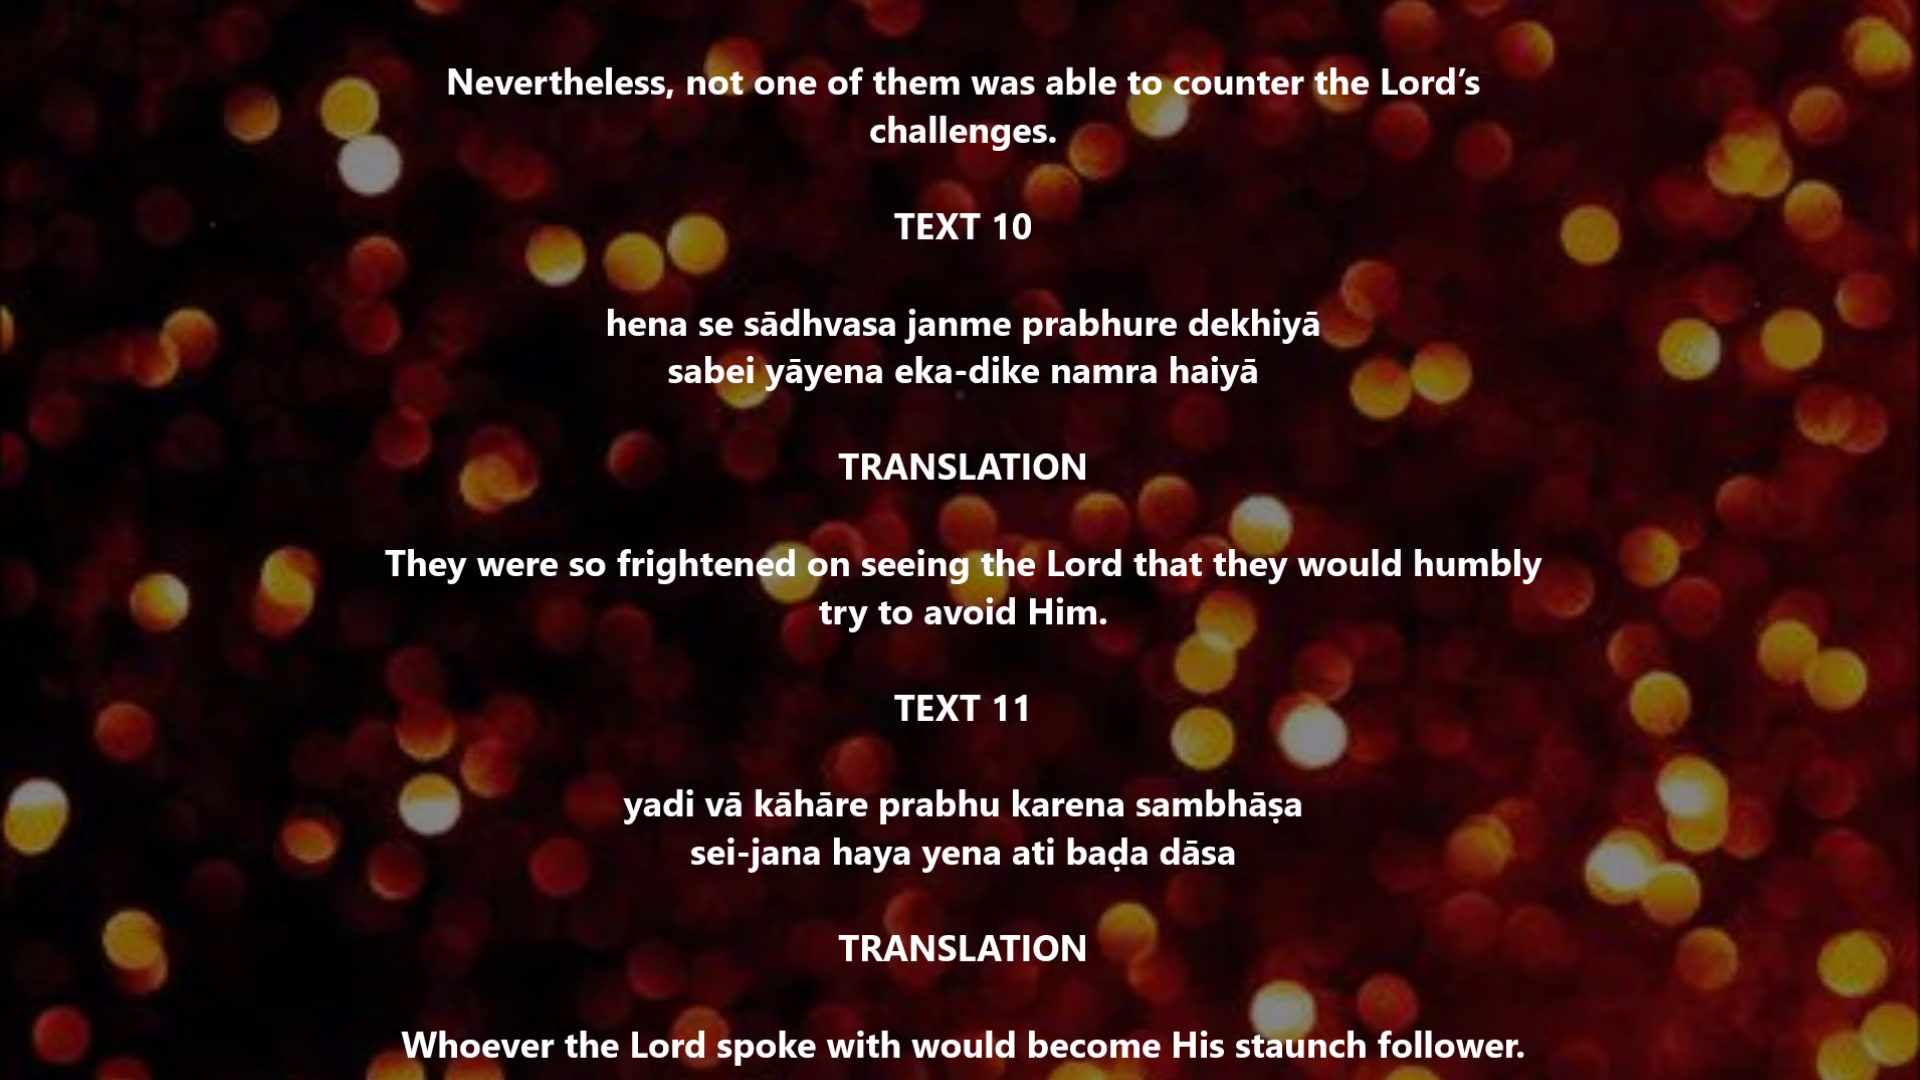 Nevertheless, not one of them was able to counter the Lord’s
challenges.
TEXT 10
hena se sādhvasa janme prabhure dekhiyā
sabei yāyena eka-dike namra haiyā
TRANSLATION
They were so frightened on seeing the Lord that they would humbly
try to avoid Him.
TEXT 11
yadi vā kāhāre prabhu karena sambhāṣa
sei-jana haya yena ati baḍa dāsa
TRANSLATION
Whoever the Lord spoke with would become His staunch follower.